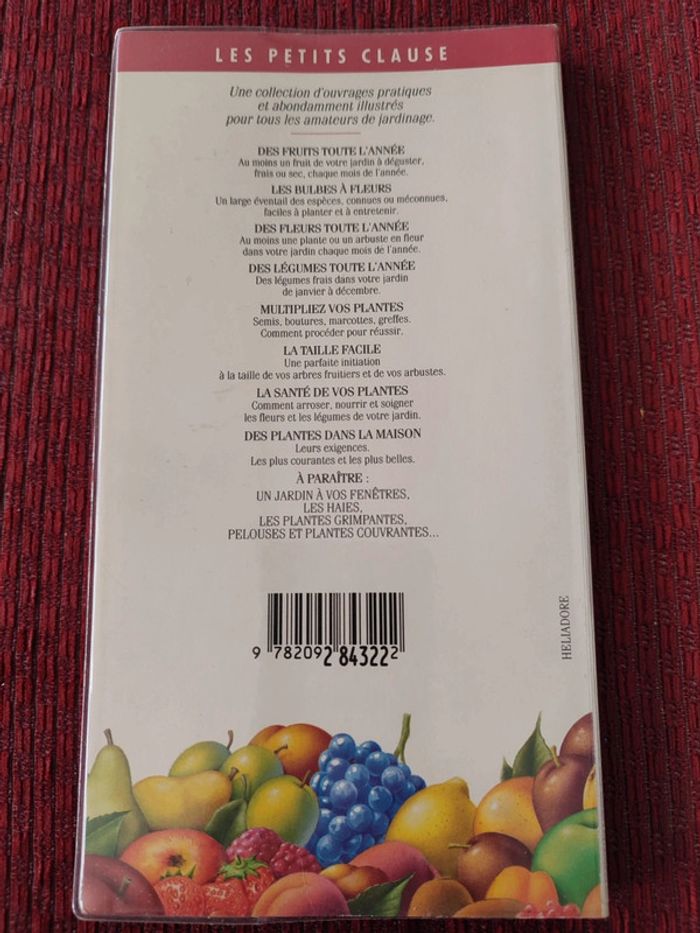 LES PETITS CLAUSE
Une collection d'ouvrages pratiques
et abondamment illustrés
pour tous les amateurs de jardinage.
DES FRUITS TOUTE L'ANNÉE
Au moins un fruit de votre jardin à déguster,
frais ou sec, chaque mois de l'année.
LES BULBES À FLEURS
Un large éventail des espèces, connues ou méconnues,
faciles à planter et à entretenir.
DES FLEURS TOUTE L'ANNÉE
Au moins une plante ou un arbuste en fleur
dans votre jardin chaque mois de l'année.
DES LÉGUMES TOUTE L'ANNÉE
Des légumes frais dans votre jardin
de janvier à décembre.
MULTIPLIEZ VOS PLANTES
Semis, boutures, marcottes, greffes.
Comment procéder pour réussir.
LA TAILLE FACILE
Une parfaite initiation
à la taille de vos arbres fruitiers et de vos arbustes.
LA SANTÉ DE VOS PLANTES
Comment arroser, nourrir et soigner
les fleurs et les légumes de votre jardin.
DES PLANTES DANS LA MAISON
Leurs exigences.
Les plus courantes et les plus belles.
À PARAÎTRE :
UN JARDIN À VOS FENÊTRES,
LES HAIES,
LES PLANTES GRIMPANTES,
PELOUSES ET PLANTES COUVRANTES...
9 782092 843222
HELIADORE